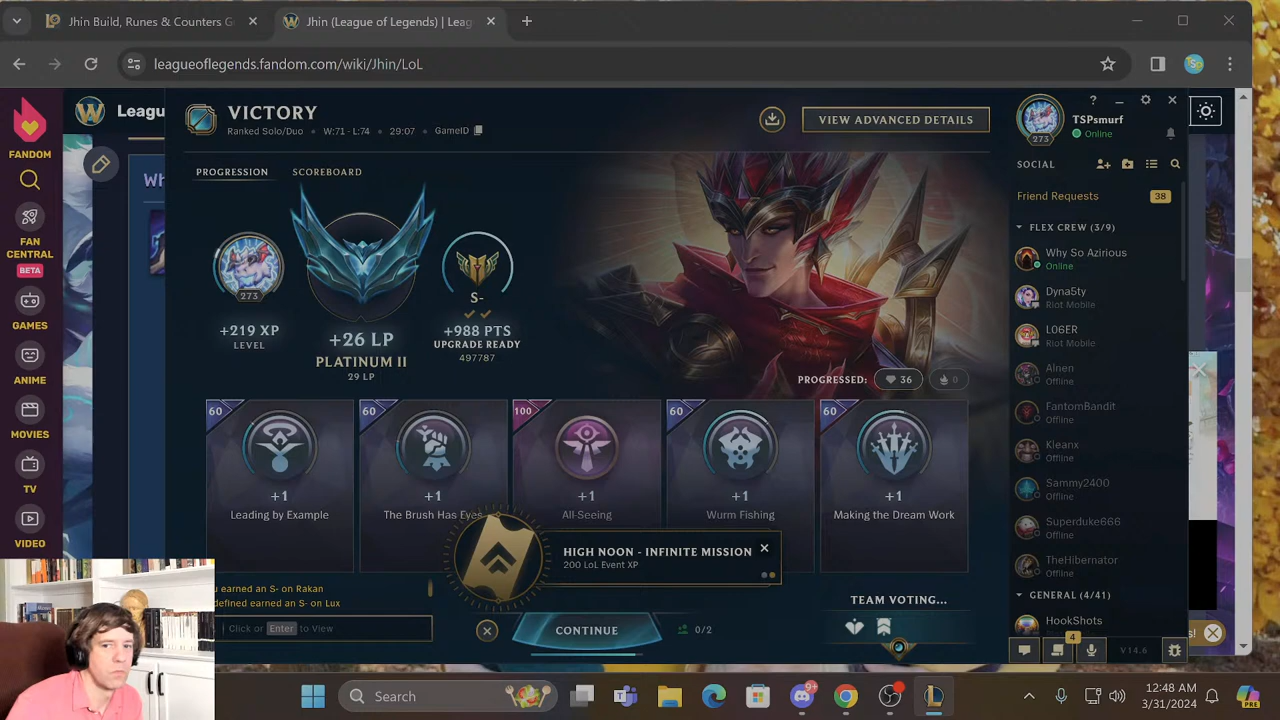 Jhin Build, Runes & Counters G
Jhin (League of Legends) | Leag
leagueoflegends.fandom.com/wiki/Jhin/LoL
FANDOM
FAN
CENTRAL
BETA
GAMES
ANIME
MOVIES
TV
VIDEO
Leagu
Wh
VICTORY
Ranked Solo/Duo • W:71 - L:74 • 29:07 • GameID
VIEW ADVANCED DETAILS
PROGRESSION
SCOREBOARD
273
+219 XP
LEVEL
+26 LP
PLATINUM II
29 LP
S-
+988 PTS
UPGRADE READY
497787
PROGRESSED: 36 0
60
+1
Leading by Example
60
+1
The Brush Has Eyes
100
+1
All-Seeing
60
+1
Wurm Fishing
60
+1
Making the Dream Work
HIGH NOON - INFINITE MISSION
200 LoL Event XP
u earned an S- on Rakan
defined earned an S- on Lux
Click or Enter to View
CONTINUE
0/2
TEAM VOTING...
273
TSPsmurf
Online
SOCIAL
Friend Requests 38
FLEX CREW (3/9)
Why So Azirious
Online
Dyna5ty
Riot Mobile
LO6ER
Riot Mobile
Alnen
Offline
FantomBandit
Offline
Kleanx
Offline
Sammy2400
Offline
Superduke666
Offline
TheHibernator
Offline
GENERAL (4/41)
HookShots
4
V14.6
s!
Search
9+
PRE
12:48 AM
3/31/2024